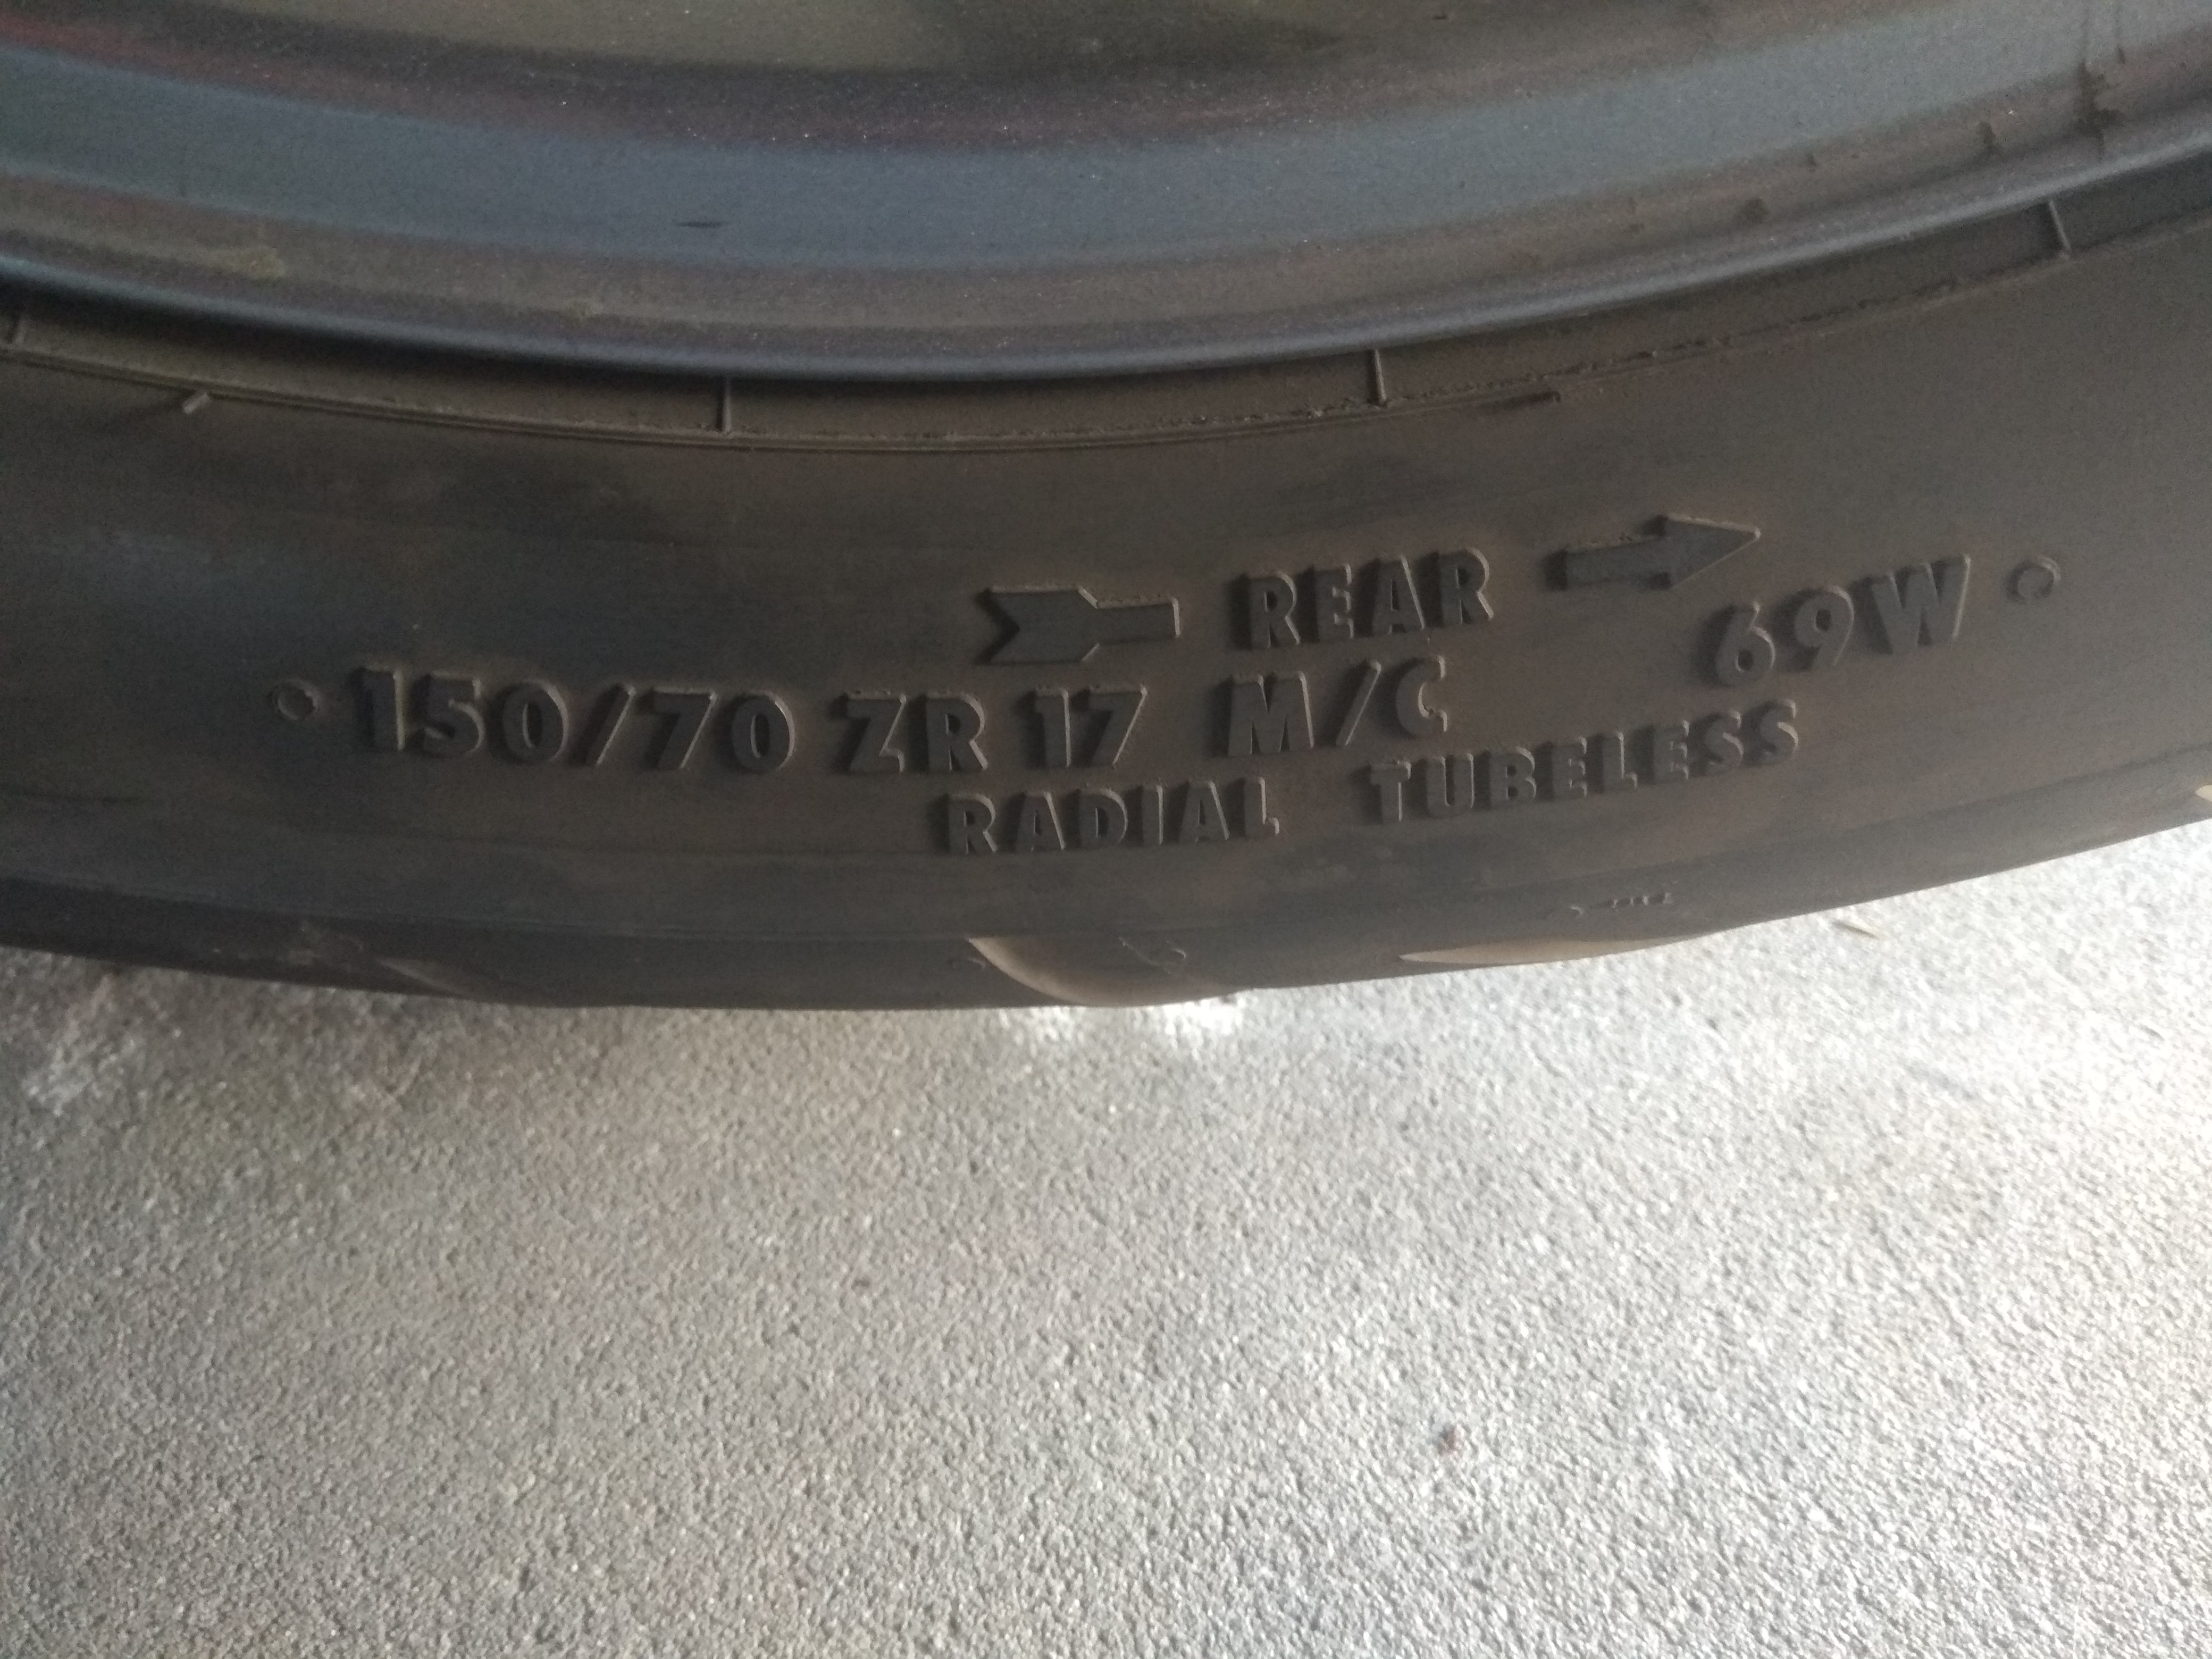 REAR
150/70 ZR 17 M/C 69W
RADIAL TUBELESS